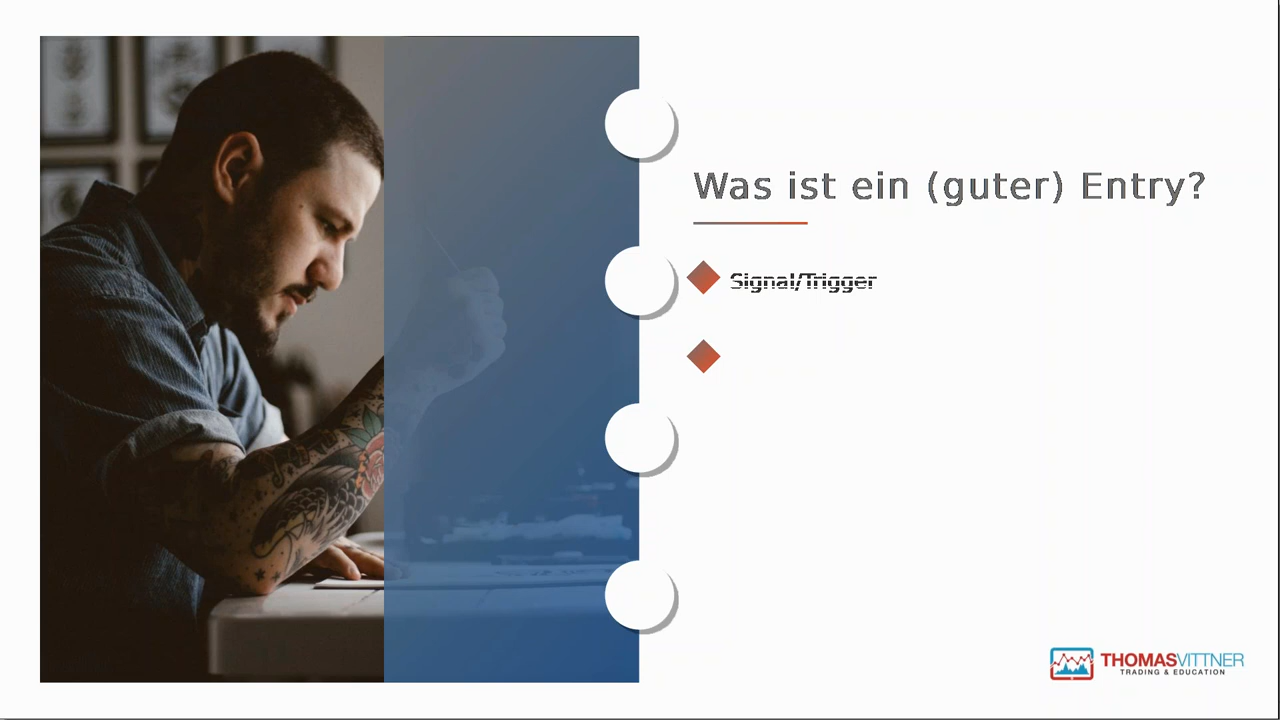 Was ist ein (guter) Entry?
Signal/Trigger
THOMASVITTNER
TRADING & EDUCATION